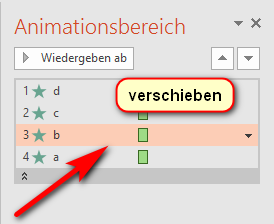 Animationsbereich
Wiedergeben ab
1 d
verschieben
2 c
3 b
4 a